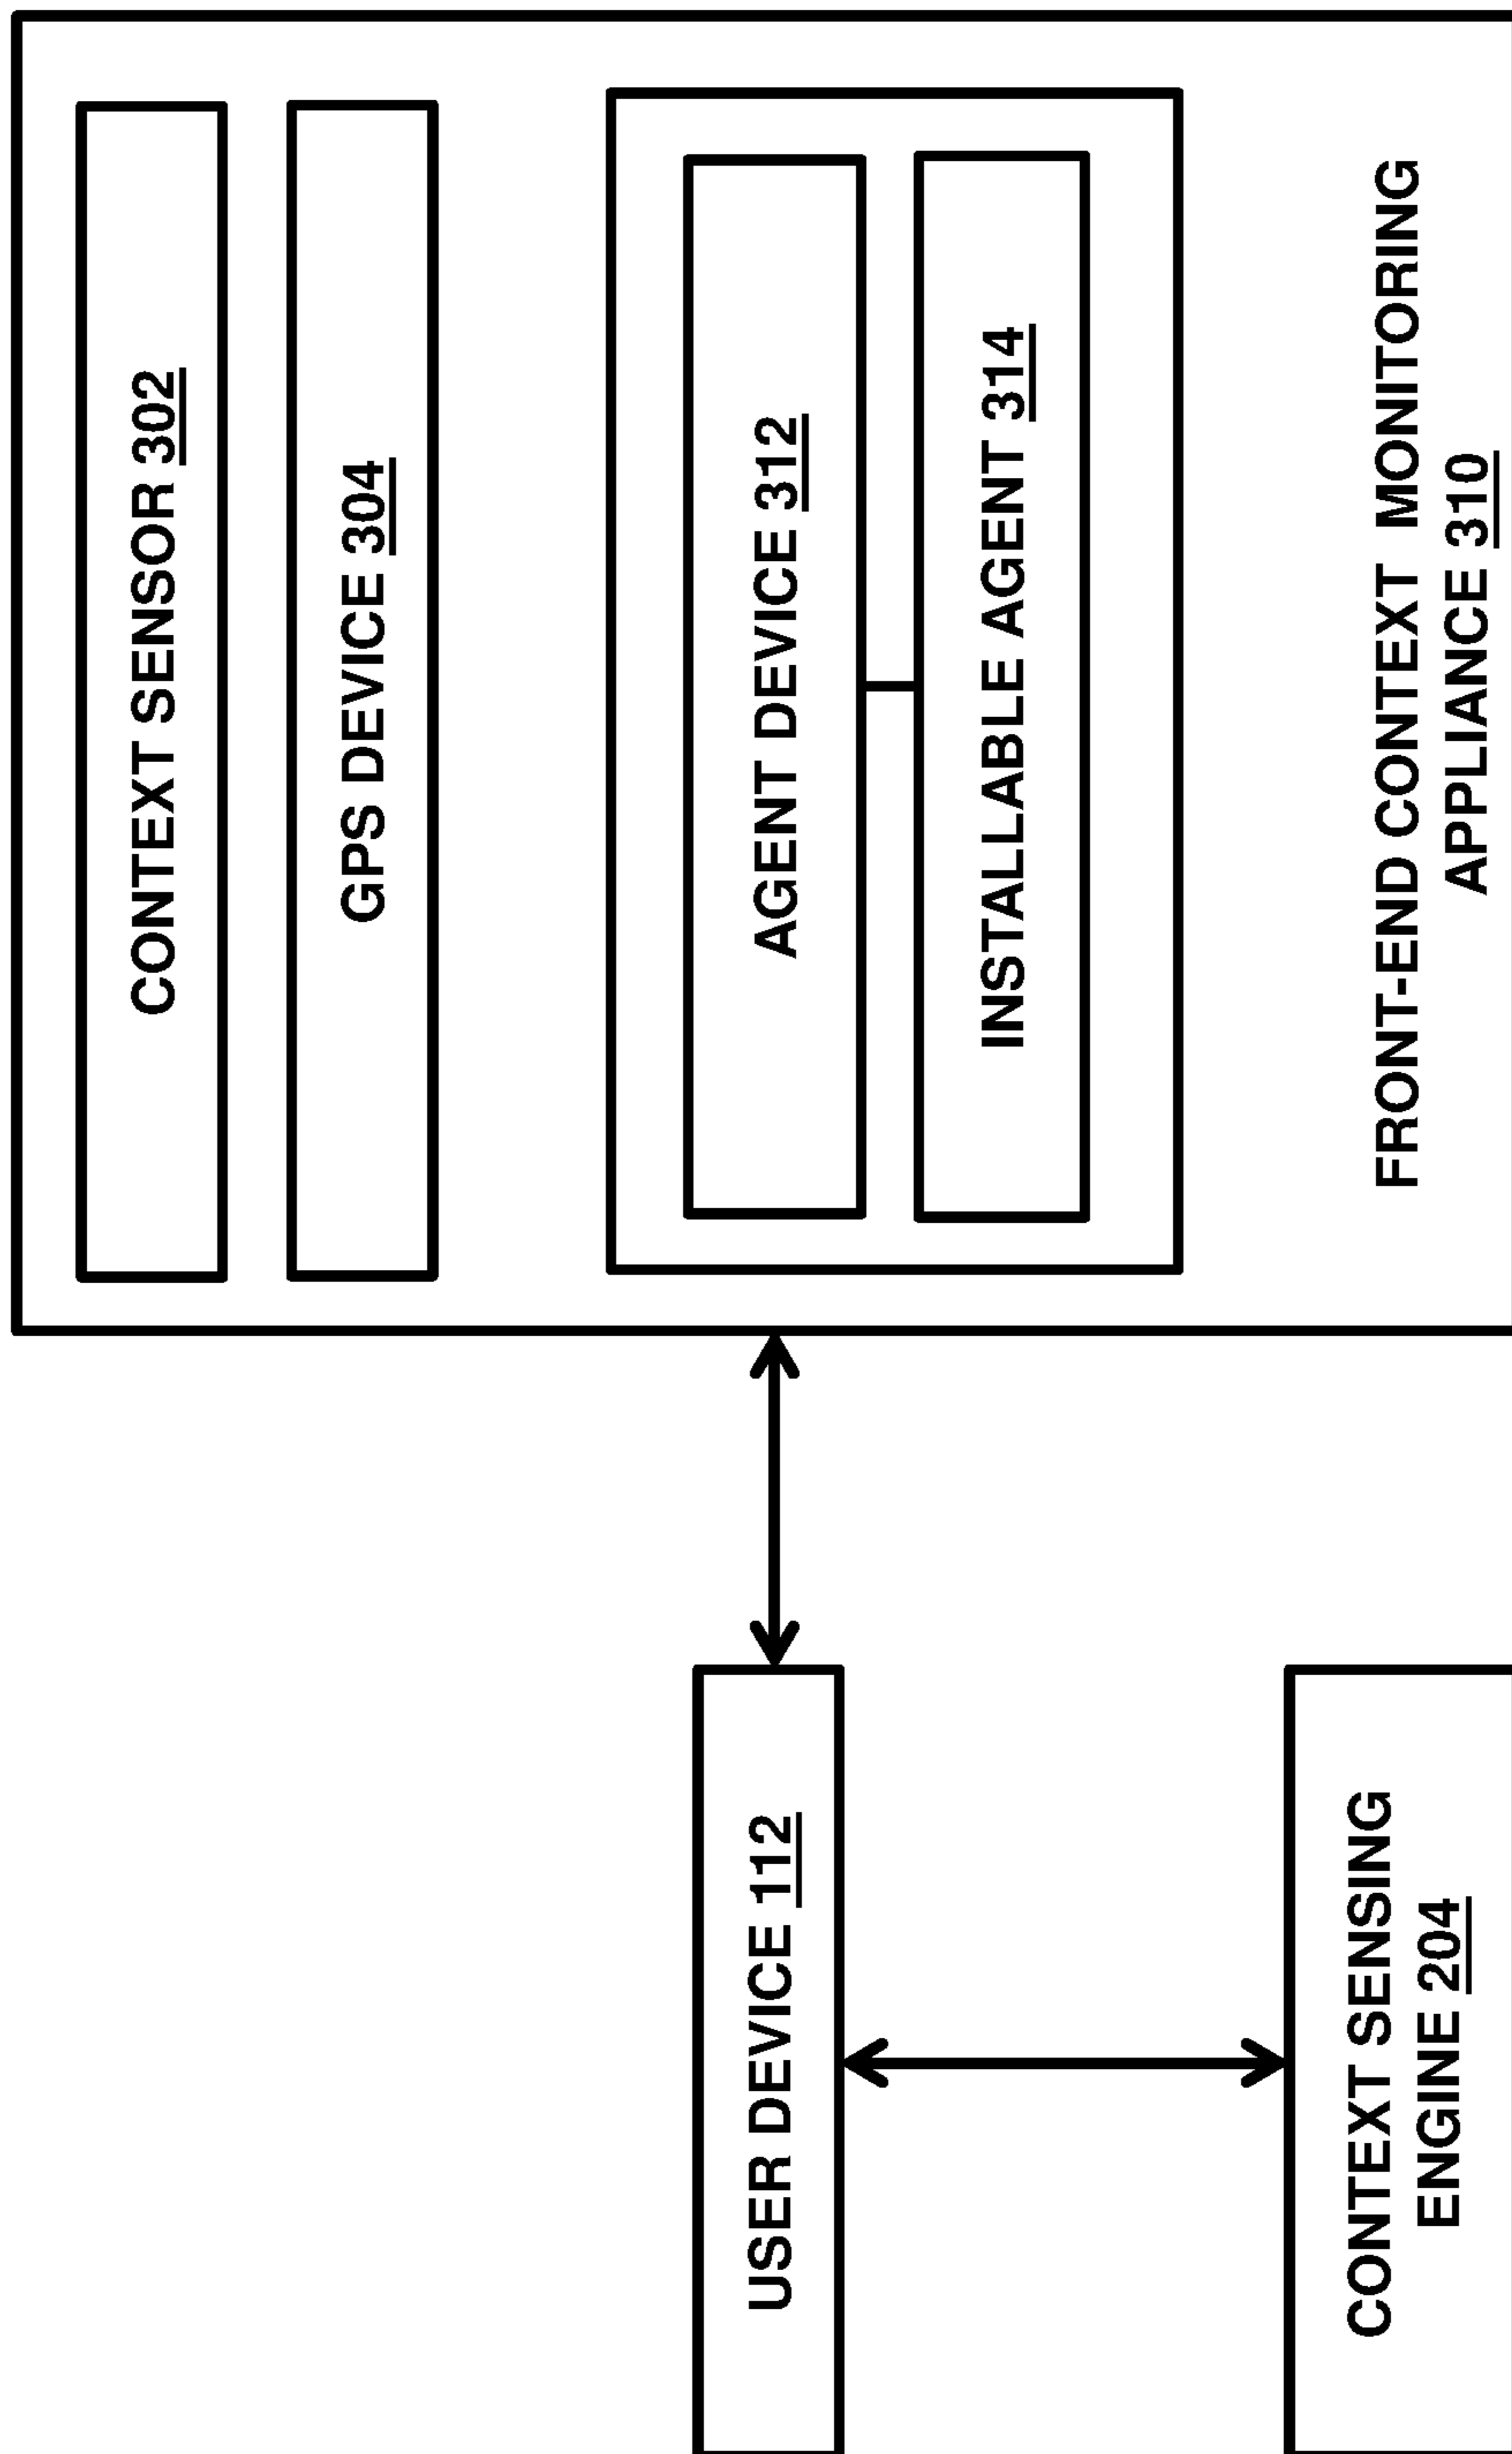 CONTEXT SENSOR 302
GPS DEVICE 304
AGENT DEVICE 312
INSTALLABLE AGENT 314
FRONT-END CONTEXT MONITORING
APPLIANCE 310
USER DEVICE 112
CONTEXT SENSING
ENGINE 204